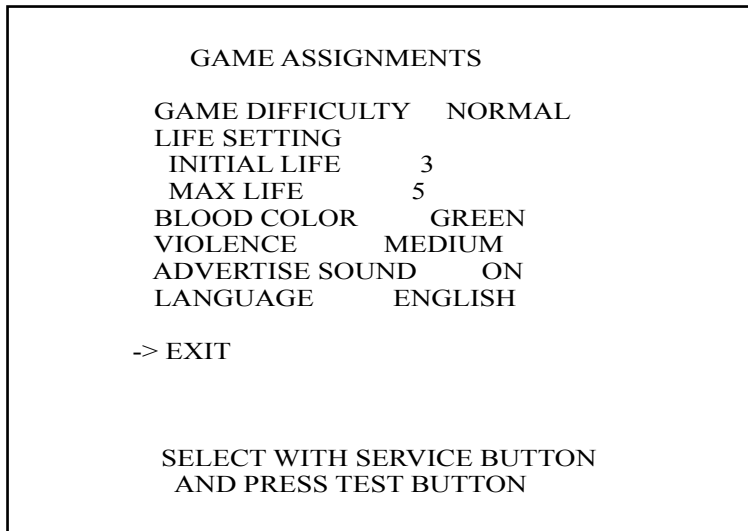 GAME ASSIGNMENTS
GAME DIFFICULTY NORMAL
LIFE SETTING
INITIAL LIFE 3
MAX LIFE 5
BLOOD COLOR GREEN
VIOLENCE MEDIUM
ADVERTISE SOUND ON
LANGUAGE ENGLISH
-> EXIT
SELECT WITH SERVICE BUTTON
AND PRESS TEST BUTTON